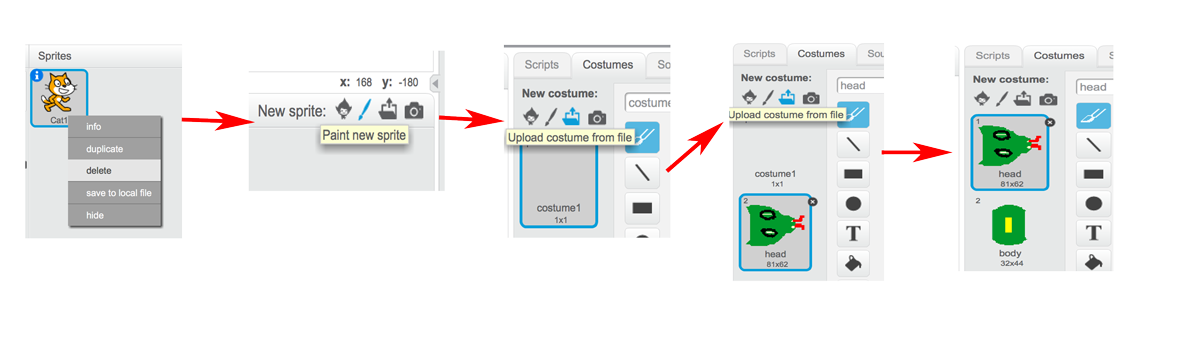 Sprites
Cat1
info
duplicate
delete
save to local file
hide
x: 168 y: -180
New sprite:
Paint new sprite
Scripts Costumes So
New costume:
costume
Upload costume from file
1
costume1
1x1
Scripts Costumes Sou
New costume:
head
Upload costume from file
costume1
1x1
2
head
81x62
T
Scripts Costumes S
New costume:
head
1
head
81x62
2
body
32x44
T